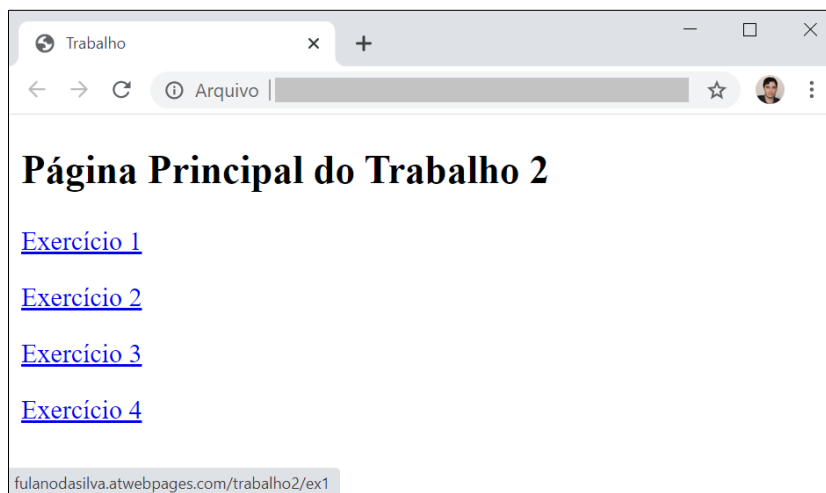 Trabalho
Arquivo
Página Principal do Trabalho 2
Exercício 1
Exercício 2
Exercício 3
Exercício 4
fulanodasilva.atwebpages.com/trabalho2/ex1